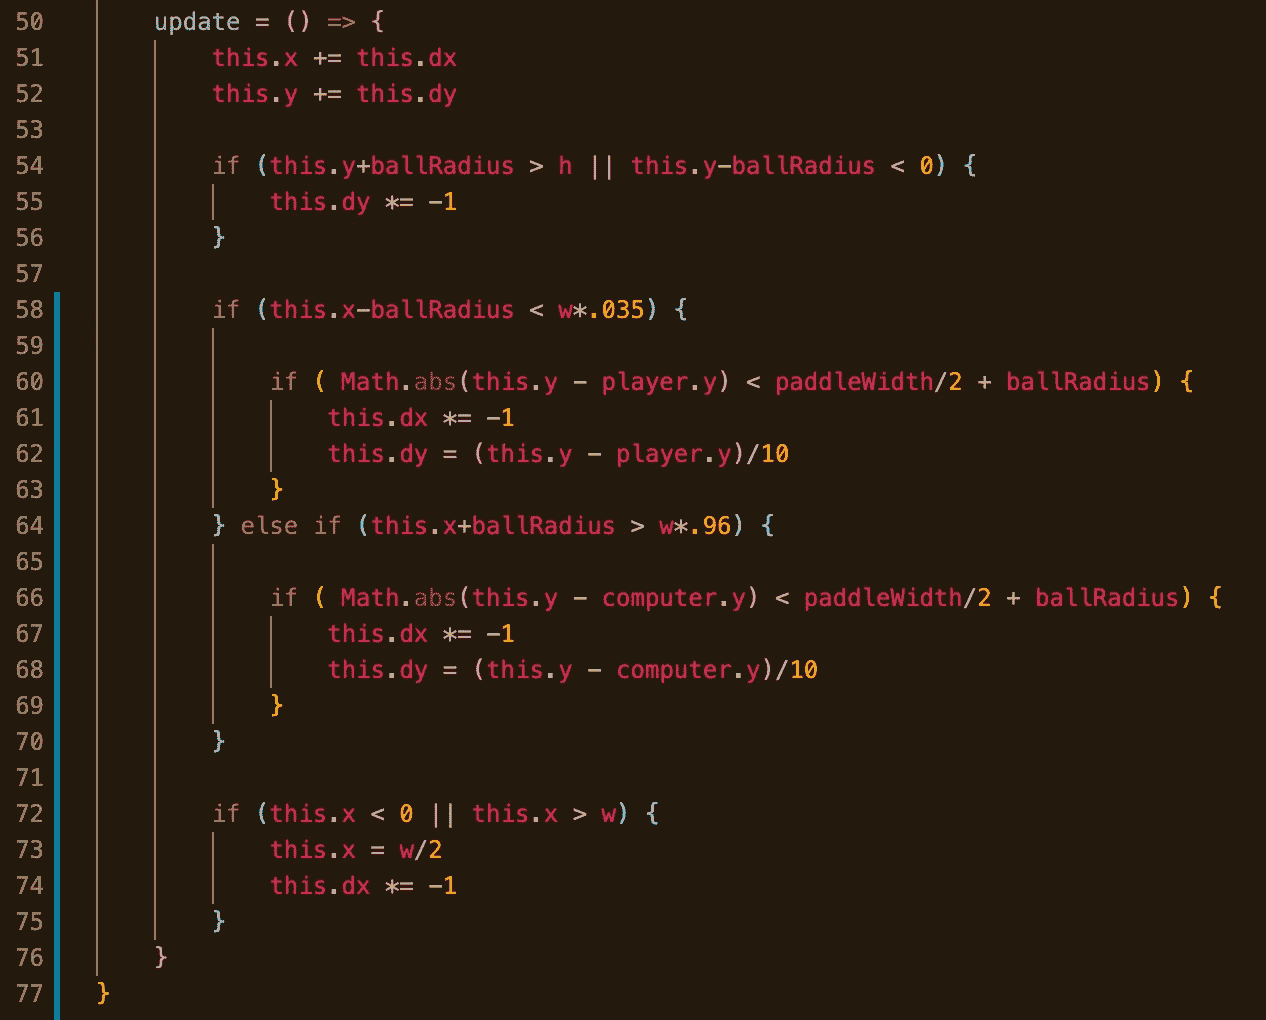 50 update = () => {
51 this.x += this.dx
52 this.y += this.dy
53
54 if (this.y+ballRadius > h || this.y-ballRadius < 0) {
55 this.dy *= -1
56 }
57
58 if (this.x-ballRadius < w*.035) {
59
60 if ( Math.abs(this.y - player.y) < paddleWidth/2 + ballRadius) {
61 this.dx *= -1
62 this.dy = (this.y - player.y)/10
63 }
64 } else if (this.x+ballRadius > w*.96) {
65
66 if ( Math.abs(this.y - computer.y) < paddleWidth/2 + ballRadius) {
67 this.dx *= -1
68 this.dy = (this.y - computer.y)/10
69 }
70 }
71
72 if (this.x < 0 || this.x > w) {
73 this.x = w/2
74 this.dx *= -1
75 }
76 }
77 }